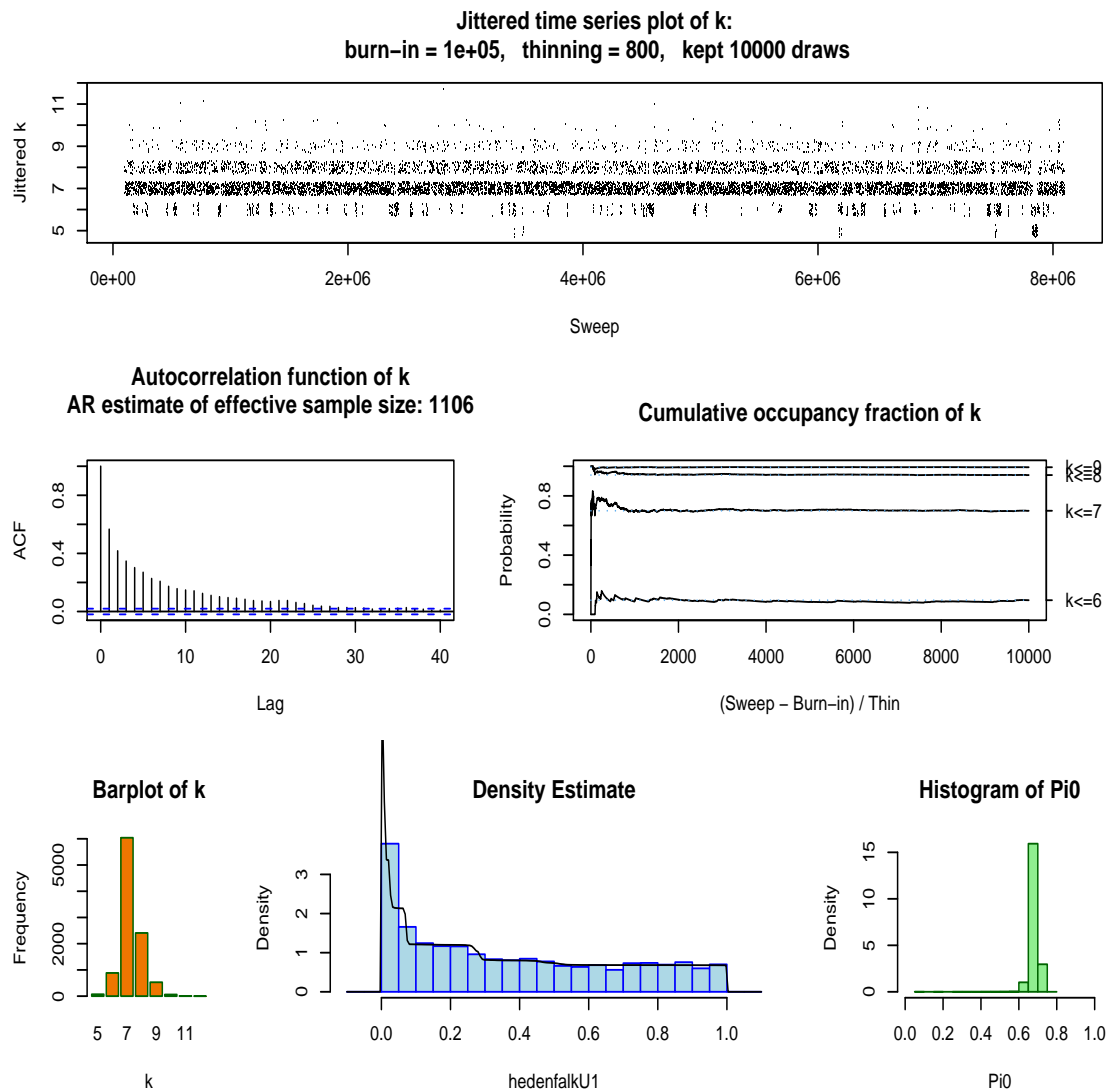 Jittered time series plot of k:
burn−in = 1e+05,   thinning = 800,   kept 10000 draws
Jittered k
5 7 9 11
0e+00 2e+06 4e+06 6e+06 8e+06
Sweep
Autocorrelation function of k
AR estimate of effective sample size: 1106
ACF
0.0 0.4 0.8
0 10 20 30 40
Lag
Cumulative occupancy fraction of k
Probability
0.0 0.4 0.8
k<=9
k<=8
k<=7
k<=6
0 2000 4000 6000 8000 10000
(Sweep − Burn−in) / Thin
Barplot of k
Frequency
0 2000 5000
5 7 9 11
k
Density Estimate
Density
0 1 2 3
0.0 0.2 0.4 0.6 0.8 1.0
hedenfalkU1
Histogram of Pi0
Density
0 5 10 15
0.0 0.2 0.4 0.6 0.8 1.0
Pi0